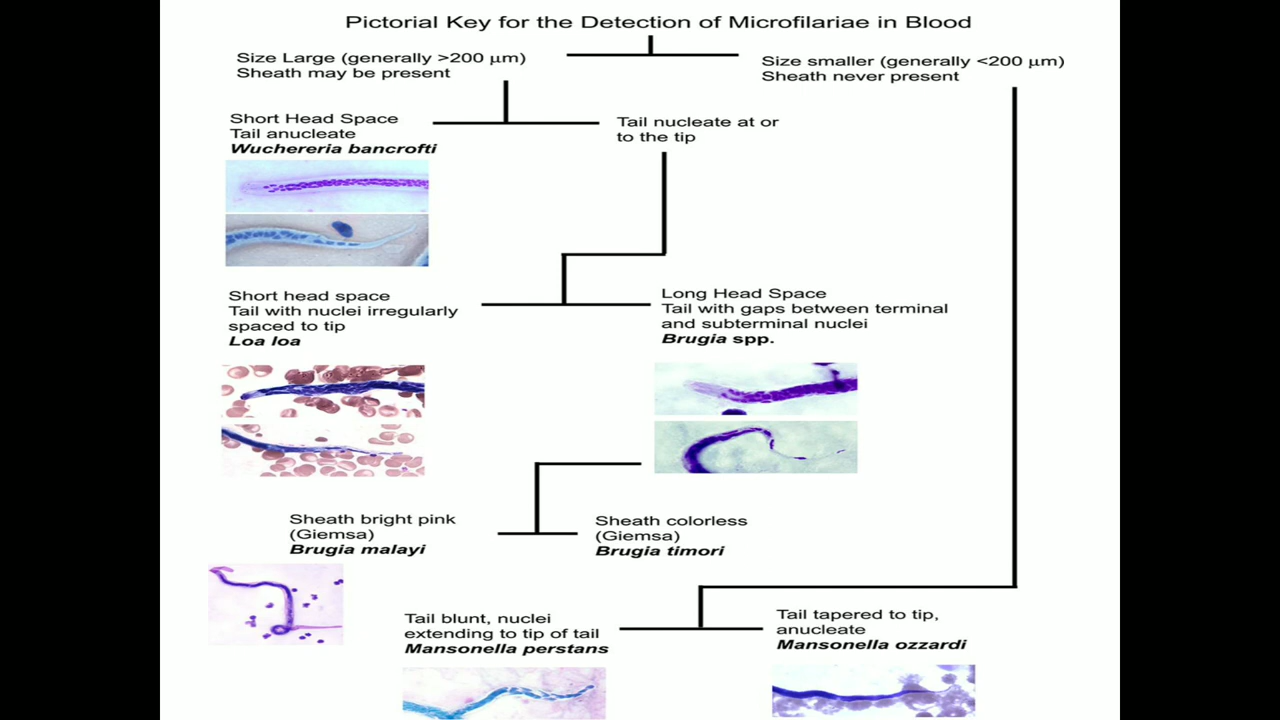 Pictorial Key for the Detection of Microfilariae in Blood
Size Large (generally >200 µm)
Sheath may be present
Size smaller (generally <200 µm)
Sheath never present
Short Head Space
Tail anucleate
Wuchereria bancrofti
Tail nucleate at or
to the tip
Short head space
Tail with nuclei irregularly
spaced to tip
Loa loa
Long Head Space
Tail with gaps between terminal
and subterminal nuclei
Brugia spp.
Sheath bright pink
(Giemsa)
Brugia malayi
Sheath colorless
(Giemsa)
Brugia timori
Tail blunt, nuclei
extending to tip of tail
Mansonella perstans
Tail tapered to tip,
anucleate
Mansonella ozzardi